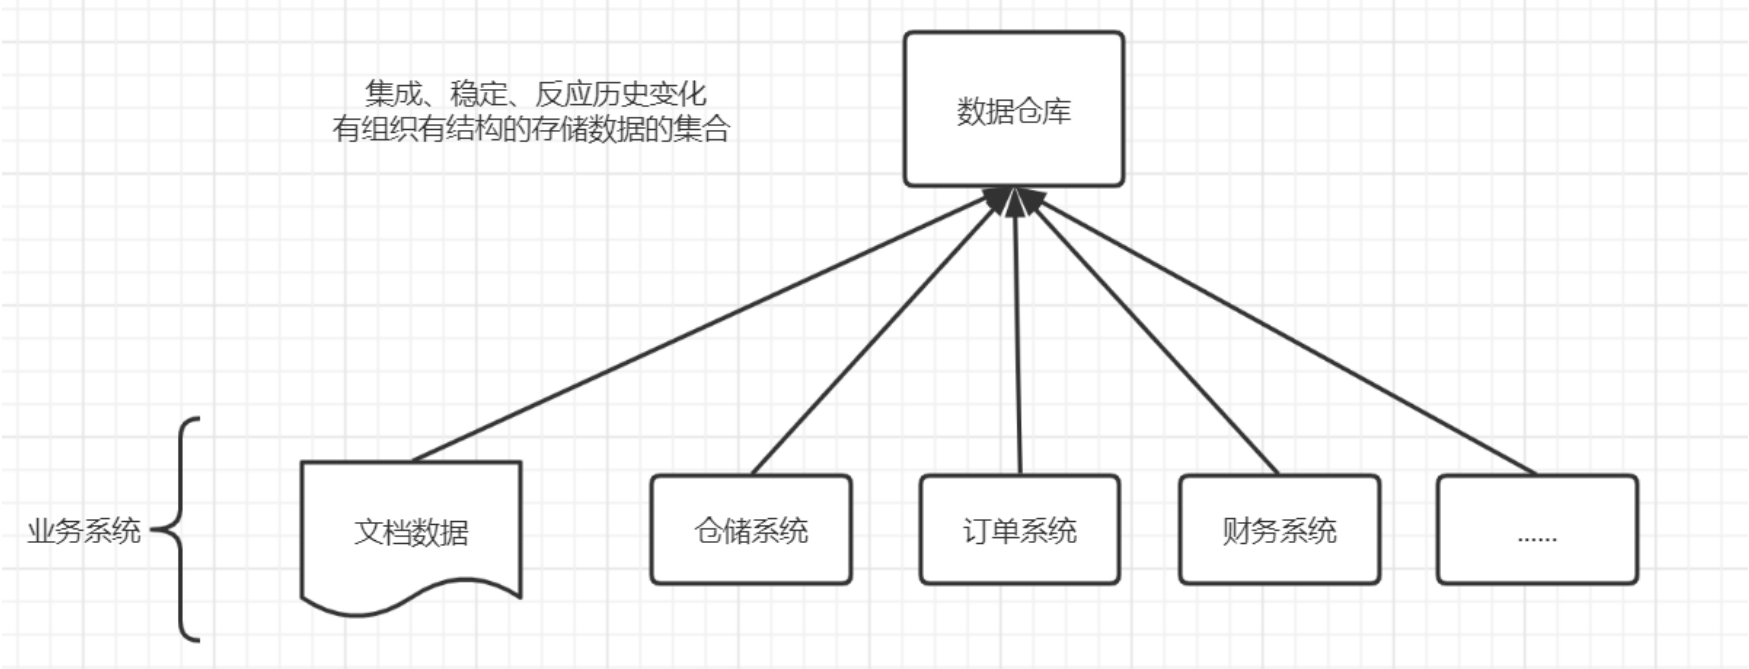 集成、稳定、反应历史变化
有组织有结构的存储数据的集合
数据仓库
业务系统
文档数据
仓储系统
订单系统
财务系统
......